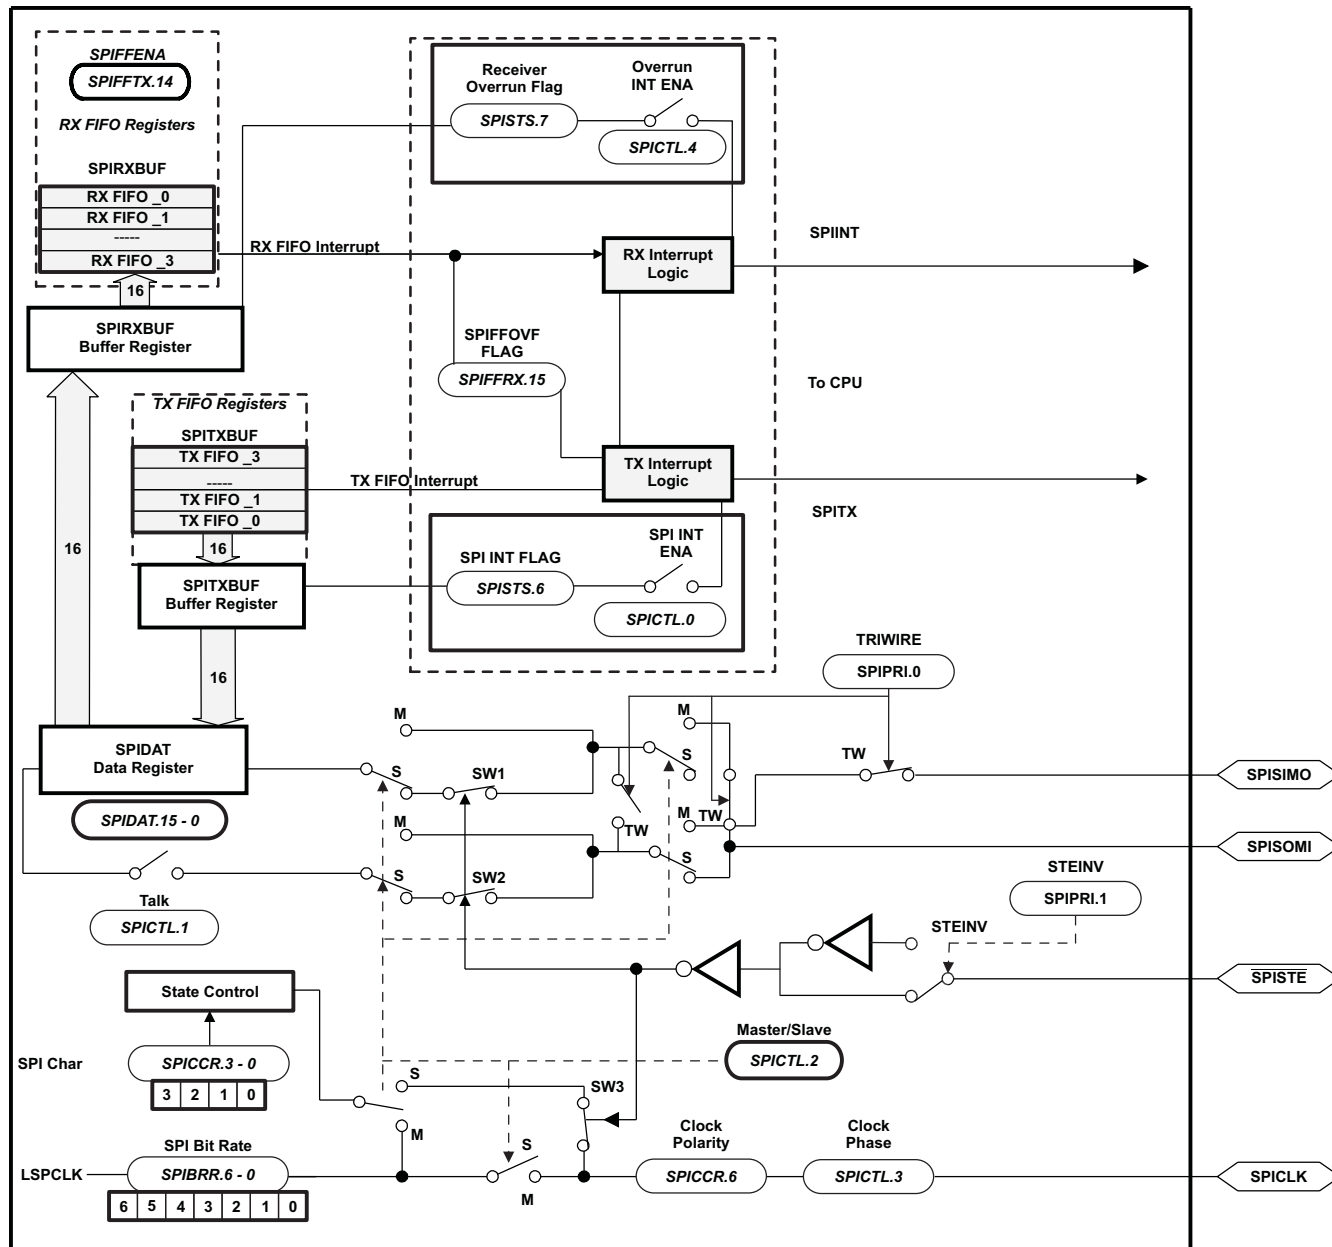 SPIFFENA
SPIFFTX.14
RX FIFO Registers
SPIRXBUF
RX FIFO _0
RX FIFO _1
-----
RX FIFO _3
16
SPIRXBUF
Buffer Register
Receiver
Overrun Flag
SPISTS.7
Overrun
INT ENA
SPICTL.4
RX FIFO Interrupt
RX Interrupt
Logic
SPIINT
SPIFFOVF
FLAG
SPIFFRX.15
To CPU
TX FIFO Registers
SPITXBUF
TX FIFO _3
-----
TX FIFO _1
TX FIFO _0
16
16
TX FIFO Interrupt
TX Interrupt
Logic
SPITX
SPITXBUF
Buffer Register
SPI INT FLAG
SPISTS.6
SPI INT
ENA
SPICTL.0
16
TRIWIRE
SPIPRI.0
SPIDAT
Data Register
SPIDAT.15 - 0
M
S
SW1
M
S
TW
SPISIMO
M
S
SW2
TW
M
TW
S
SPISOMI
Talk
SPICTL.1
STEINV
SPIPRI.1
STEINV
SPISTE
State Control
Master/Slave
SPICTL.2
SPI Char
SPICCR.3 - 0
3 2 1 0
S
M
SW3
LSPCLK
SPI Bit Rate
SPIBRR.6 - 0
6 5 4 3 2 1 0
S
M
Clock
Polarity
SPICCR.6
Clock
Phase
SPICTL.3
SPICLK